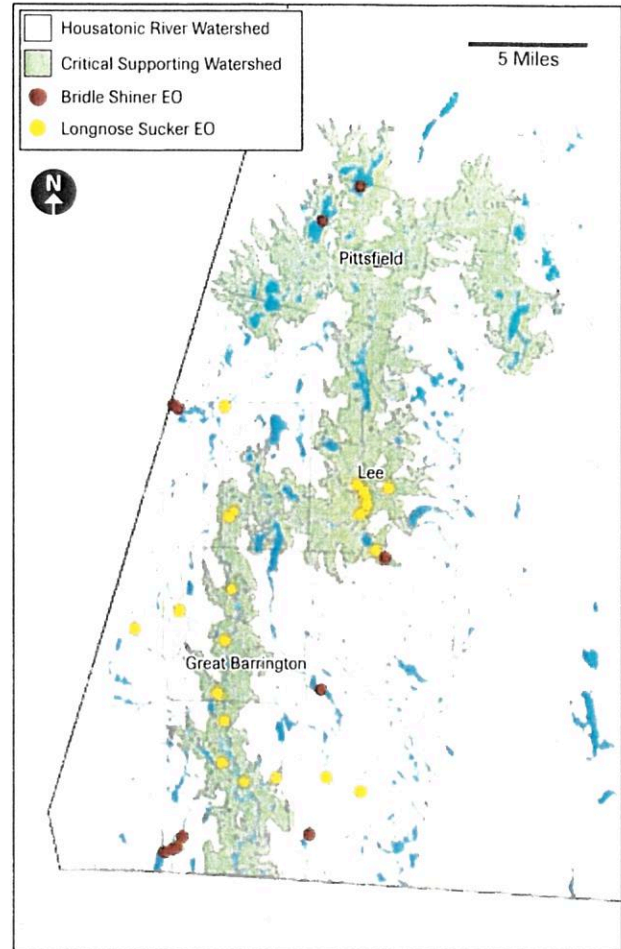 Housatonic River Watershed
Critical Supporting Watershed
Bridle Shiner EO
Longnose Sucker EO
5 Miles
N
Pittsfield
Lee
Great Barrington